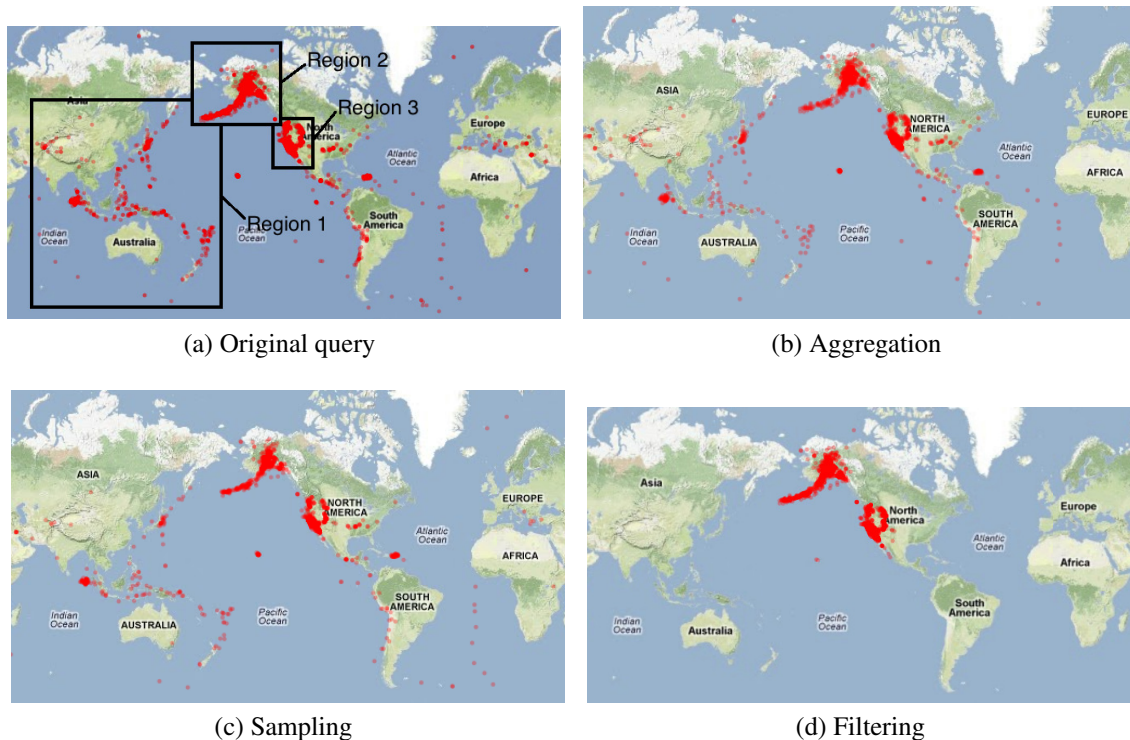 Region 2
Region 3
Region 1
Asia
North
America
Europe
Atlantic
Ocean
Africa
South
America
Indian
Ocean
Australia
Pacific
Ocean
(a) Original query
ASIA
NORTH
AMERICA
EUROPE
Atlantic
Ocean
AFRICA
SOUTH
AMERICA
Indian
Ocean
AUSTRALIA
Pacific
Ocean
(b) Aggregation
ASIA
NORTH
AMERICA
EUROPE
Atlantic
Ocean
AFRICA
SOUTH
AMERICA
Indian
Ocean
AUSTRALIA
Pacific
Ocean
(c) Sampling
Asia
North
America
Europe
Atlantic
Ocean
Africa
South
America
Indian
Ocean
Australia
Pacific
Ocean
(d) Filtering